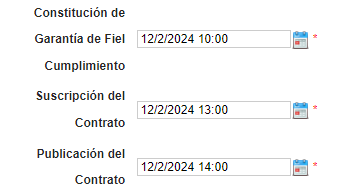 Constitución de
Garantía de Fiel
Cumplimiento
12/2/2024 10:00
*
Suscripción del
Contrato
12/2/2024 13:00
*
Publicación del
Contrato
12/2/2024 14:00
*